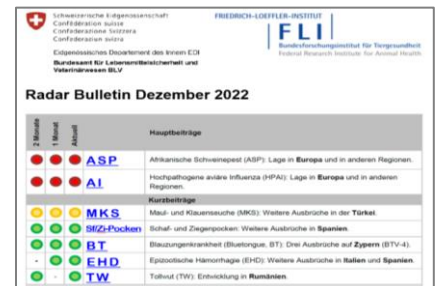 Schweizerische Eidgenossenschaft
Confédération suisse
Confederazione Svizzera
Confederaziun svizra
Eidgenössisches Departement des Innern EDI
Bundesamt für Lebensmittelsicherheit und
Veterinärwesen BLV
FRIEDRICH-LOEFFLER-INSTITUT
FLI
Bundesforschungsinstitut für Tiergesundheit
Federal Research Institute for Animal Health
Radar Bulletin Dezember 2022
2 Monate
1 Monat
Aktuell
Hauptbeiträge
ASP Afrikanische Schweinepest (ASP): Lage in Europa und in anderen Regionen.
AI Hochpathogene aviäre Influenza (HPAI): Lage in Europa und in anderen
Regionen.
Kurzbeiträge
MKS Maul- und Klauenseuche (MKS): Weitere Ausbrüche in der Türkei.
Sf/Zi-Pocken Schaf- und Ziegenpocken: Weitere Ausbrüche in Spanien.
BT Blauzungenkrankheit (Bluetongue, BT): Drei Ausbrüche auf Zypern (BTV-4).
- EHD Epizootische Hämorrhagie (EHD): Weitere Ausbrüche in Italien und Spanien.
- TW Tollwut (TW): Entwicklung in Rumänien.